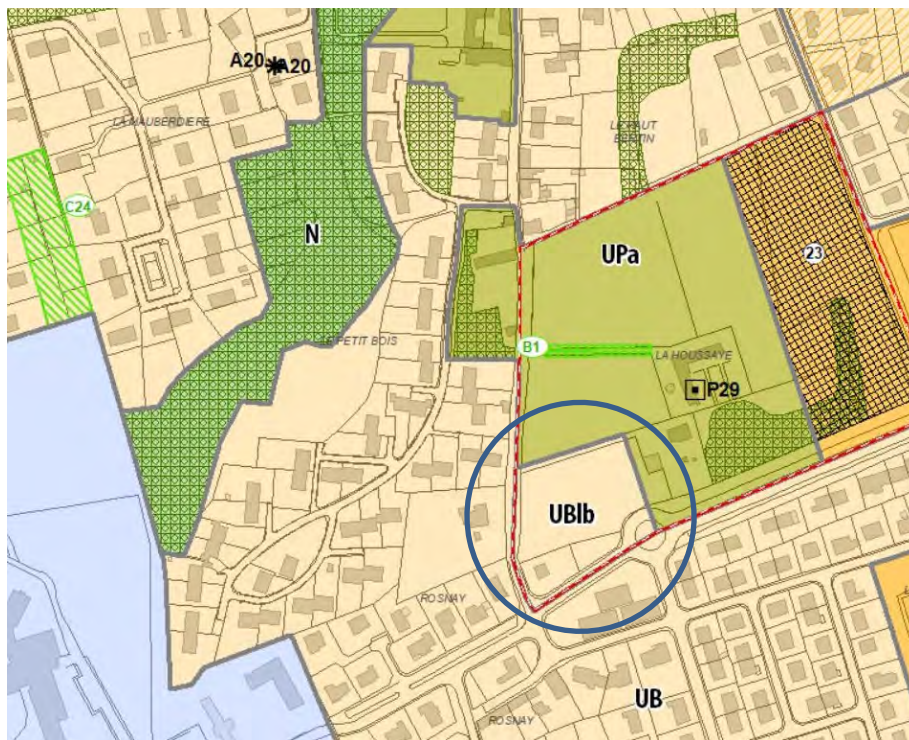 A20 A20
LA MAUBERDIERE
LE HAUT
BERTIN
C24
N
UPa
23
LE PETIT BOIS
B1
LA HOUSSAYE
P29
UBlb
ROSNAY
UB
ROSNAY